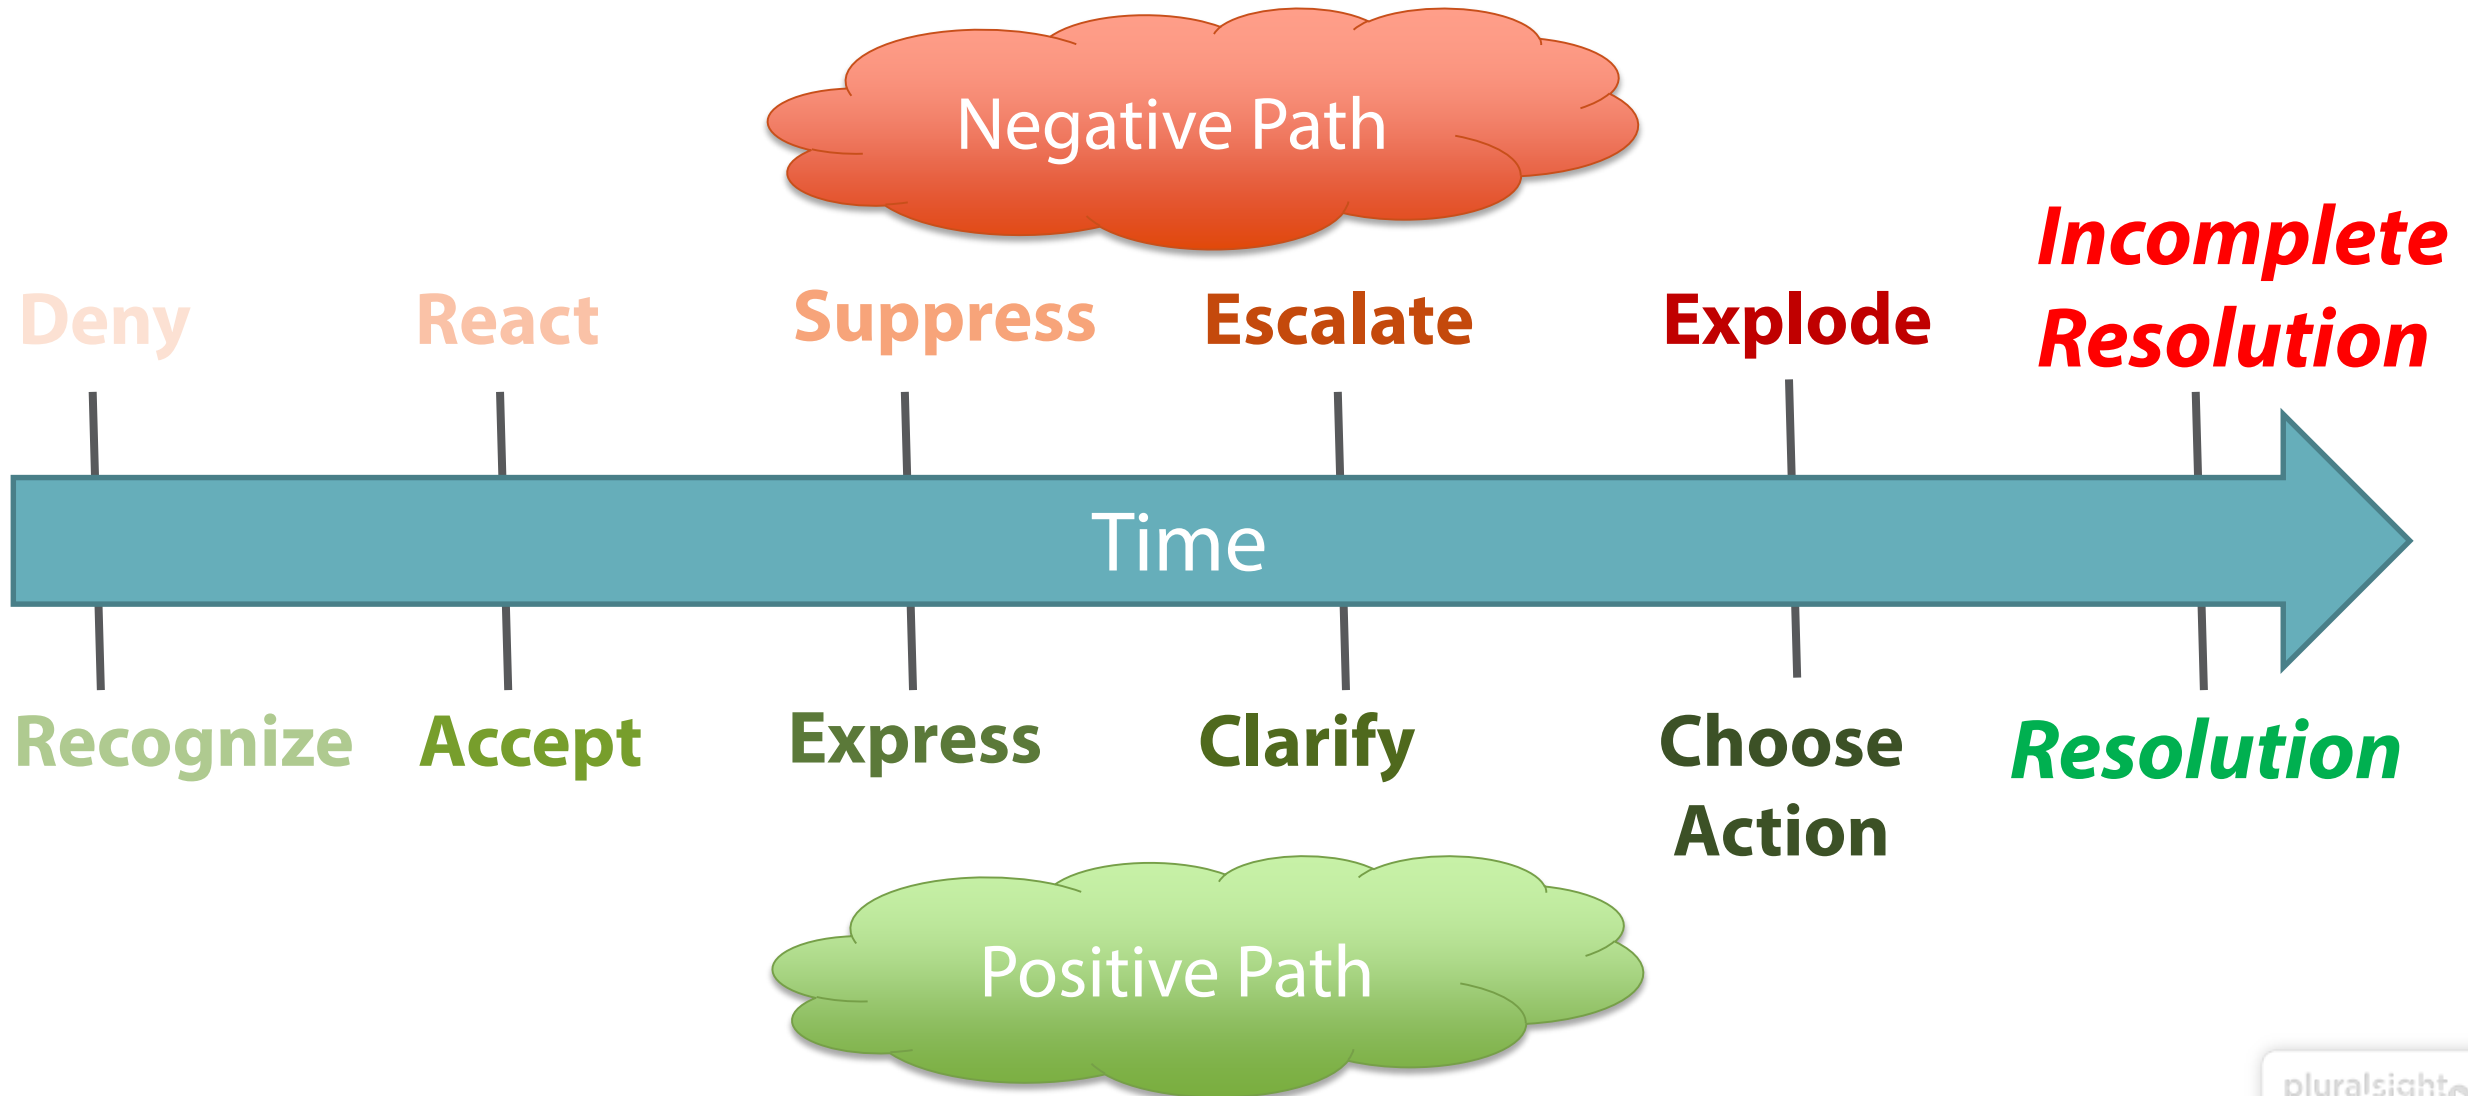 Negative Path
Incomplete
Resolution
Deny React Suppress Escalate Explode
Time
Recognize Accept Express Clarify Choose
Action
Resolution
Positive Path
pluralsight